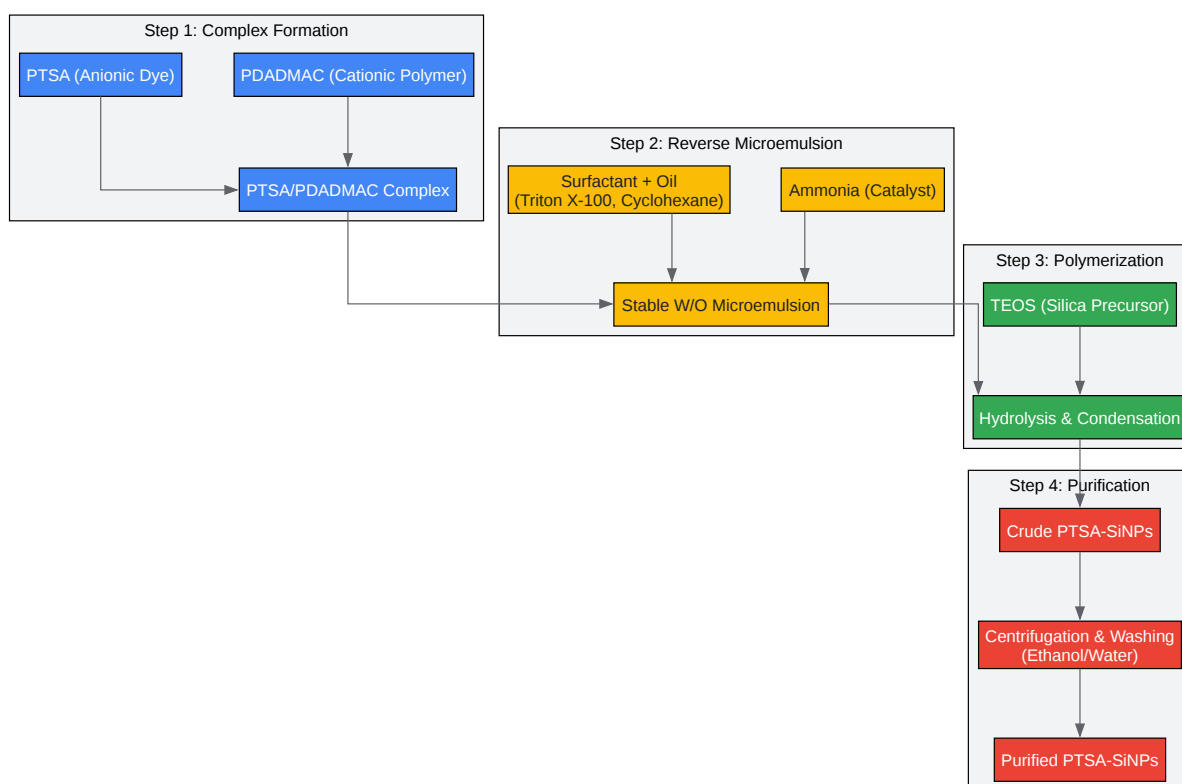 Step 1: Complex Formation
PTSA (Anionic Dye)
PDADMAC (Cationic Polymer)
PTSA/PDADMAC Complex
Step 2: Reverse Microemulsion
Surfactant + Oil
(Triton X-100, Cyclohexane)
Ammonia (Catalyst)
Stable W/O Microemulsion
Step 3: Polymerization
TEOS (Silica Precursor)
Hydrolysis & Condensation
Step 4: Purification
Crude PTSA-SiNPs
Centrifugation & Washing
(Ethanol/Water)
Purified PTSA-SiNPs